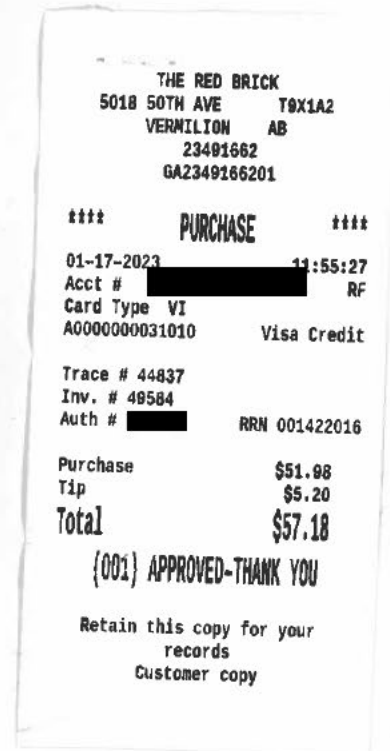 THE RED BRICK
5018 50TH AVE T9X1A2
VERMILION AB
23491662
GA2349166201
**** PURCHASE ****
01-17-2023 11:55:27
Acct # RF
Card Type VI
A0000000031010 Visa Credit
Trace # 44837
Inv. # 49584
Auth # RRN 001422016
Purchase $51.98
Tip $5.20
Total $57.18
(001) APPROVED-THANK YOU
Retain this copy for your
records
Customer copy